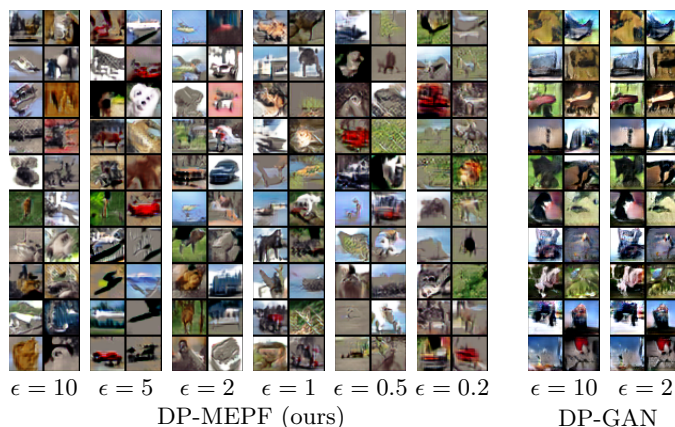 ϵ = 10 ϵ = 5 ϵ = 2 ϵ = 1 ϵ = 0.5 ϵ = 0.2 ϵ = 10 ϵ = 2
DP-MEPF (ours) DP-GAN